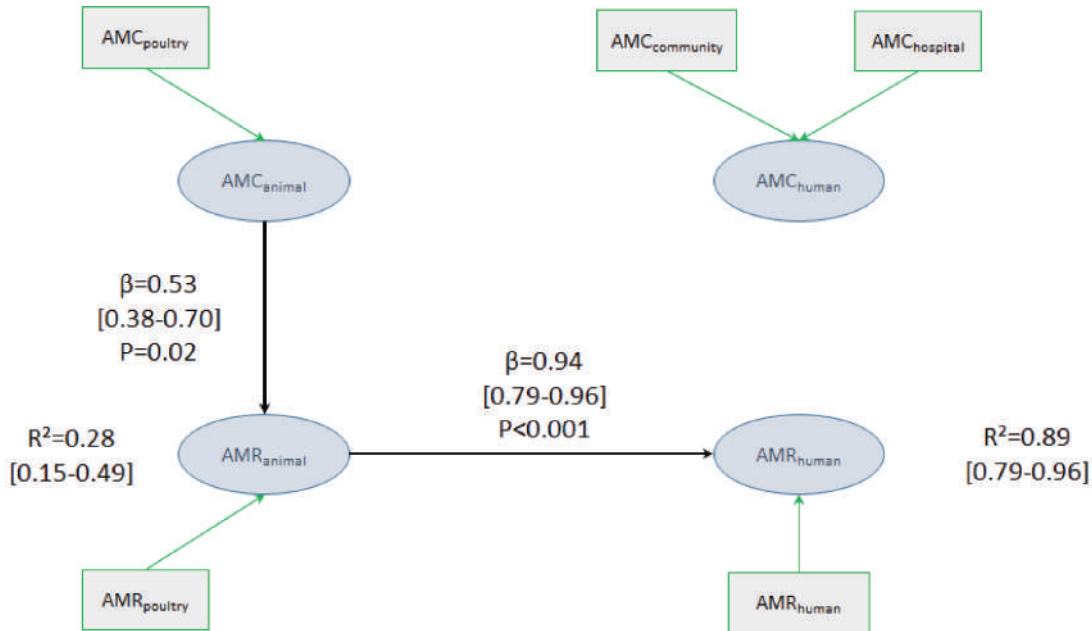 AMCpoultry
AMCcommunity
AMChospital
AMCanimal
AMChuman
β=0.53
[0.38-0.70]
P=0.02
β=0.94
[0.79-0.96]
P<0.001
R²=0.28
[0.15-0.49]
AMRanimal
AMRhuman
R²=0.89
[0.79-0.96]
AMRpoultry
AMRhuman